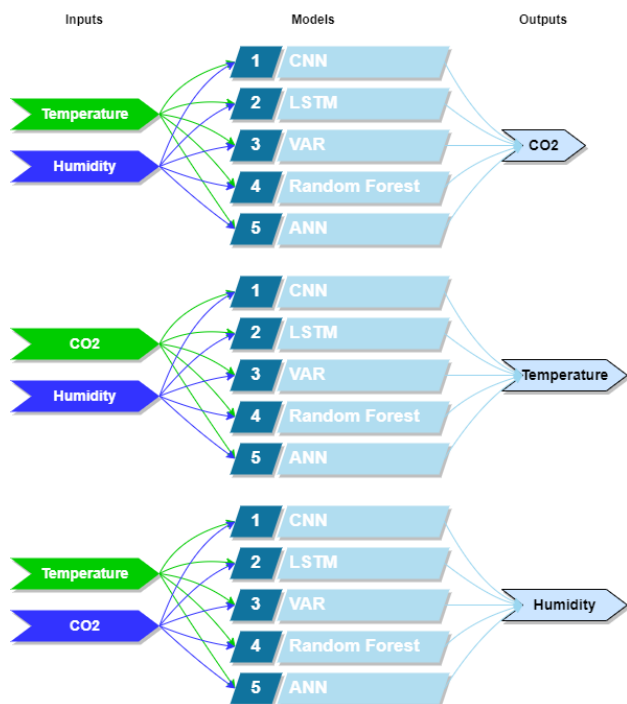 Inputs Models Outputs
1 CNN
2 LSTM
Temperature
3 VAR
CO2
Humidity
4 Random Forest
5 ANN
1 CNN
2 LSTM
CO2
3 VAR
Temperature
Humidity
4 Random Forest
5 ANN
1 CNN
2 LSTM
Temperature
3 VAR
Humidity
CO2
4 Random Forest
5 ANN